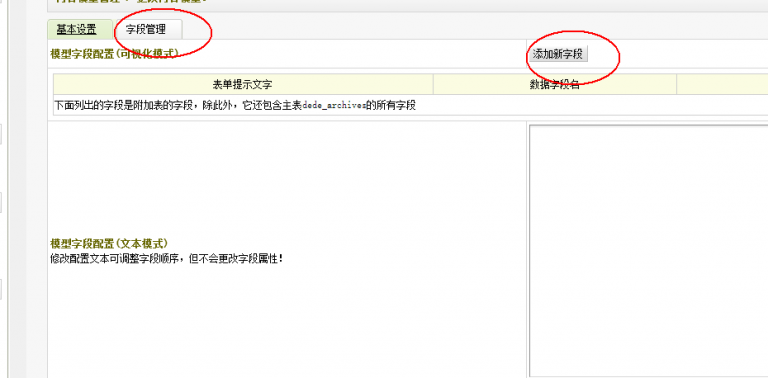 基本设置 字段管理
模型字段配置(可视化模式) 添加新字段
表单提示文字 数据字段名
下面列出的字段是附加表的字段，除此外，它还包含主表dede_archives的所有字段
模型字段配置(文本模式)
修改配置文本可调整字段顺序，但不会更改字段属性！